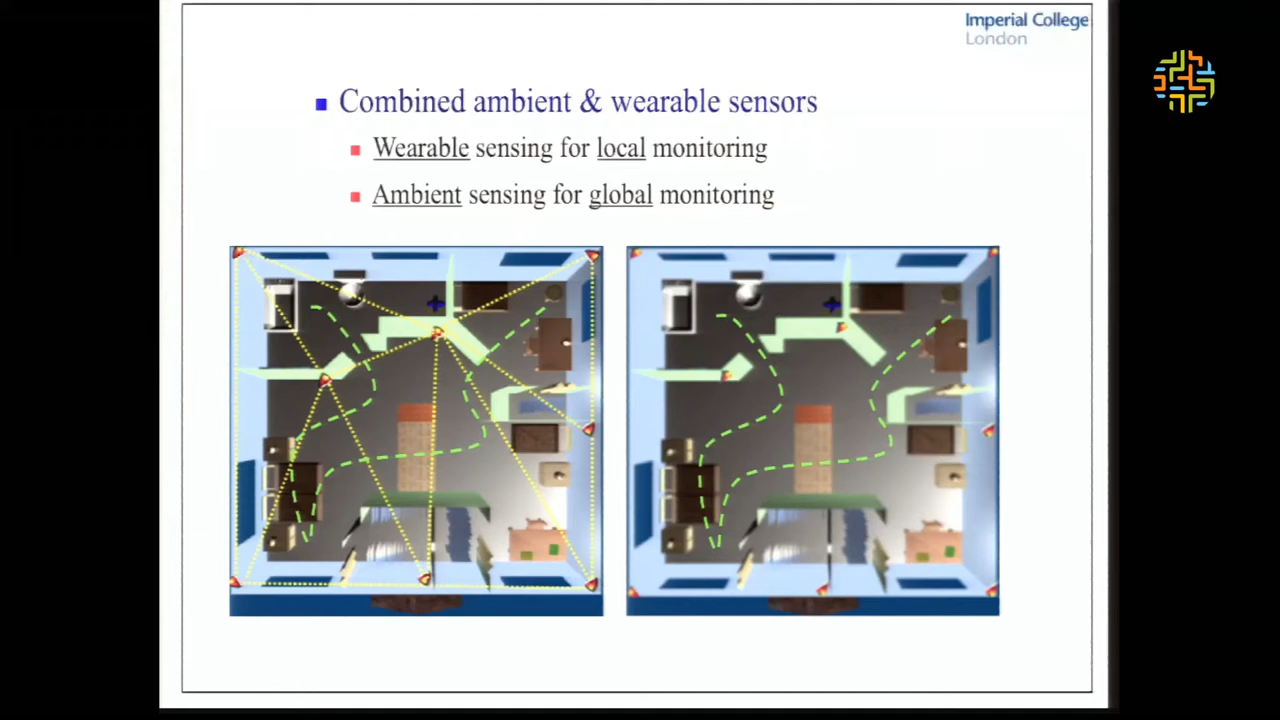 Imperial College
London
Combined ambient & wearable sensors
Wearable sensing for local monitoring
Ambient sensing for global monitoring